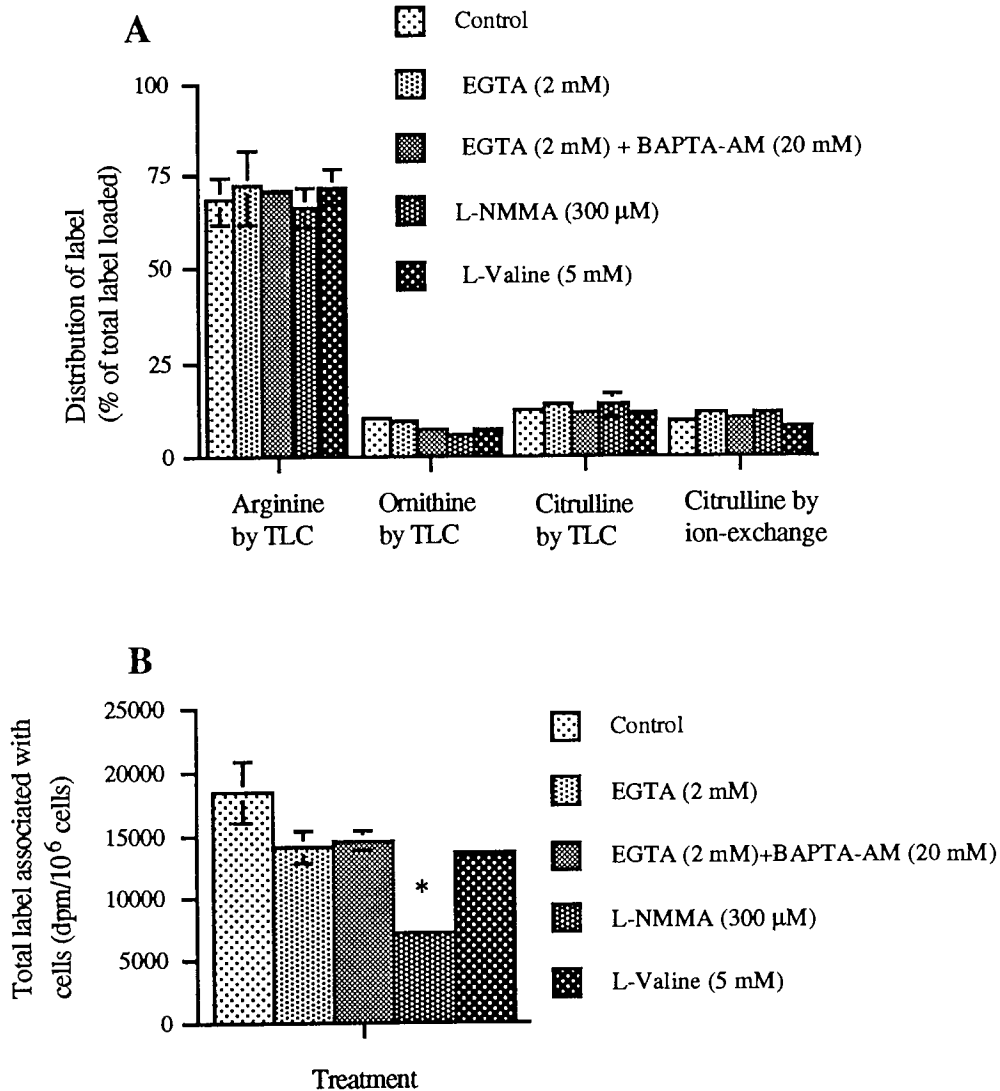 A
Control
EGTA (2 mM)
EGTA (2 mM) + BAPTA-AM (20 mM)
L-NMMA (300 µM)
L-Valine (5 mM)
Distribution of label
(% of total label loaded)
100
75
50
25
0
Arginine
by TLC
Ornithine
by TLC
Citrulline
by TLC
Citrulline by
ion-exchange
B
Total label associated with
cells (dpm/10⁶ cells)
25000
20000
15000
10000
5000
0
*
Treatment
Control
EGTA (2 mM)
EGTA (2 mM)+BAPTA-AM (20 mM)
L-NMMA (300 µM)
L-Valine (5 mM)